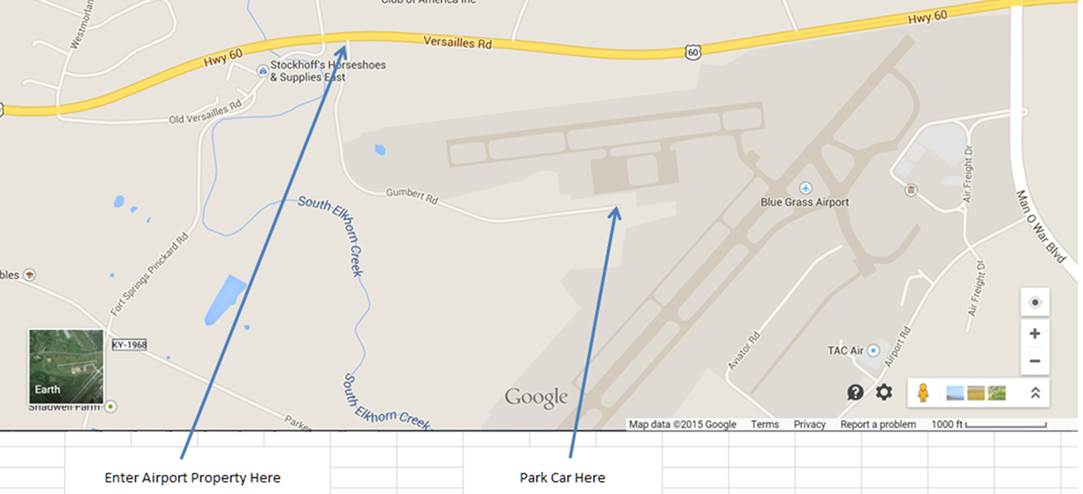 Club of America Inc
Westmorlan
Hwy 60
Versailles Rd
60
Hwy 60
Stockhoff's Horseshoes
& Supplies East
Old Versailles Rd
Gumbert Rd
Blue Grass Airport
Air Freight Dr
Man O War Blvd
South Elkhorn Creek
Fort Springs Pinckard Rd
bles
Air Freight Dr
KY-1968
Aviator Rd
TAC Air
Airport Rd
Earth
Shadwell Farm
South Elkhorn Creek
Parke
Google
Map data ©2015 Google Terms Privacy Report a problem 1000 ft
Enter Airport Property Here
Park Car Here